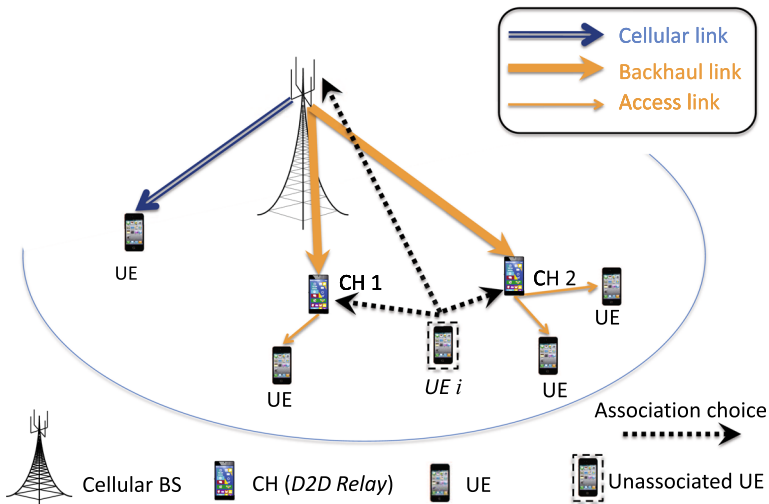 Cellular link
Backhaul link
Access link
UE
CH 1
CH 2
UE
UE
UE i
UE
Association choice
Cellular BS
CH (D2D Relay)
UE
Unassociated UE